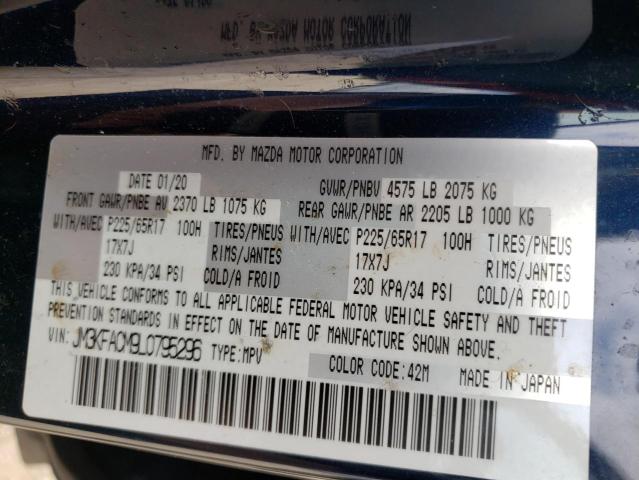 MFD. BY MAZDA MOTOR CORPORATION
DATE 01/20 GVWR/PNBV 4575 LB 2075 KG
FRONT GAWR/PNBE AV 2370 LB 1075 KG REAR GAWR/PNBE AR 2205 LB 1000 KG
WITH/AVEC P225/65R17 100H TIRES/PNEUS WITH/AVEC P225/65R17 100H TIRES/PNEUS
17X7J RIMS/JANTES 17X7J RIMS/JANTES
230 KPA/34 PSI COLD/A FROID 230 KPA/34 PSI COLD/A FROID
THIS VEHICLE CONFORMS TO ALL APPLICABLE FEDERAL MOTOR VEHICLE SAFETY AND THEFT
PREVENTION STANDARDS IN EFFECT ON THE DATE OF MANUFACTURE SHOWN ABOVE.
VIN: JM3KFACM9L0795296 TYPE: MPV COLOR CODE: 42M MADE IN JAPAN